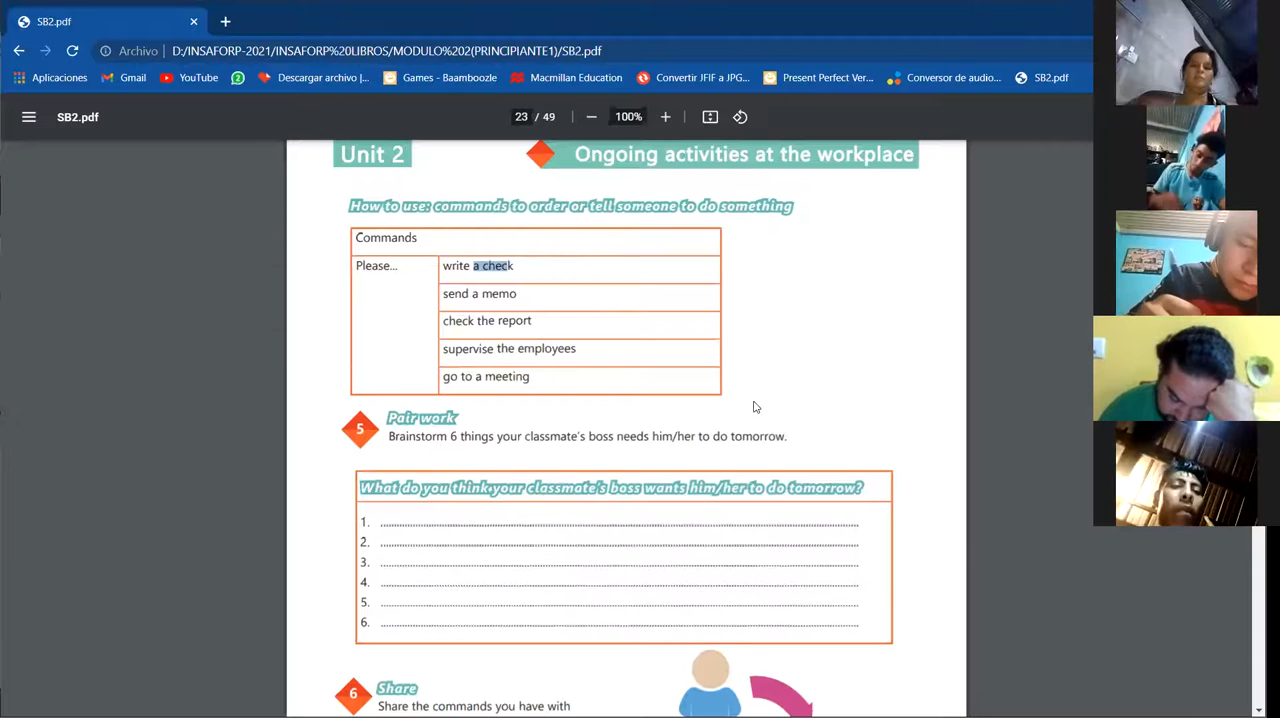 SB2.pdf
Archivo D:/INSAFORP-2021/INSAFORP%20LIBROS/MODULO%202(PRINCIPIANTE1)/SB2.pdf
Aplicaciones Gmail YouTube 2 Descargar archivo |... Games - Baamboozle Macmillan Education Convertir JFIF a JPG... Present Perfect Ver... Conversor de audio... SB2.pdf
SB2.pdf 23 / 49 100%
Unit 2 Ongoing activities at the workplace
How to use: commands to order or tell someone to do something
Commands
Please... write a check
send a memo
check the report
supervise the employees
go to a meeting
5 Pair work
Brainstorm 6 things your classmate's boss needs him/her to do tomorrow.
What do you think your classmate's boss wants him/her to do tomorrow?
1.
2.
3.
4.
5.
6.
6 Share
Share the commands you have with